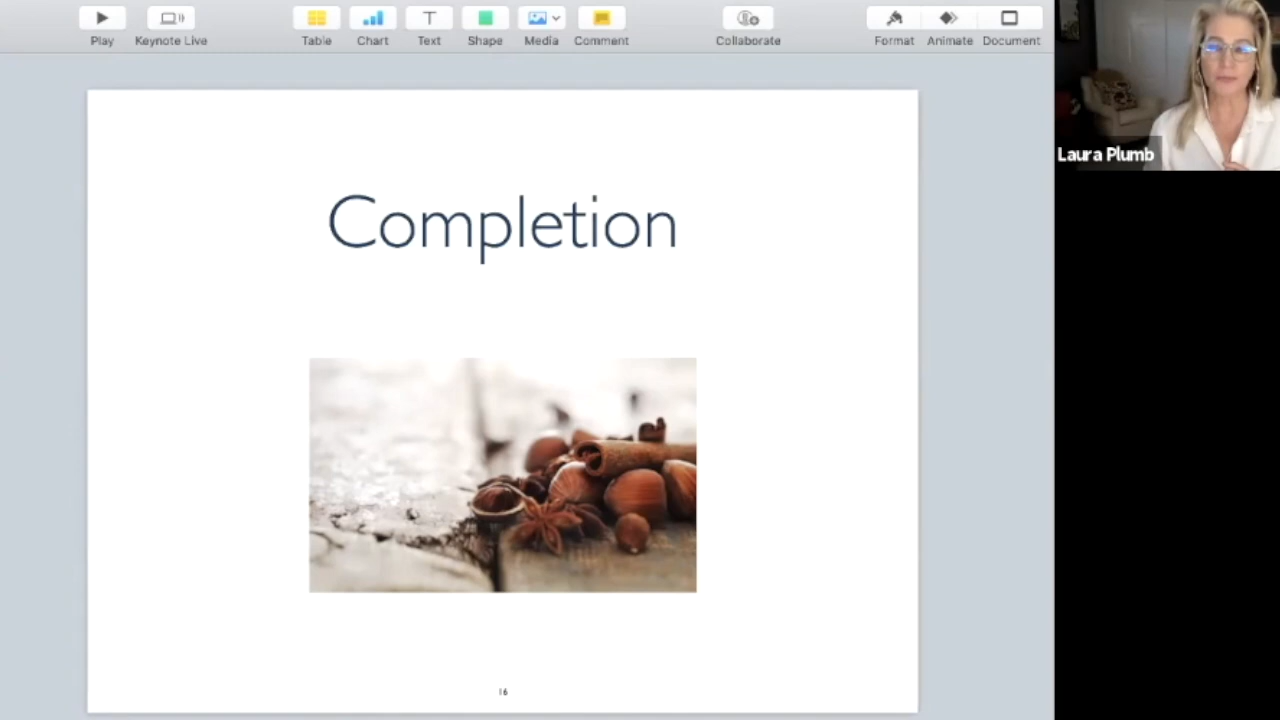 Play
Keynote Live
Table
Chart
Text
Shape
Media
Comment
Collaborate
Format
Animate
Document
Laura Plumb
Completion
16